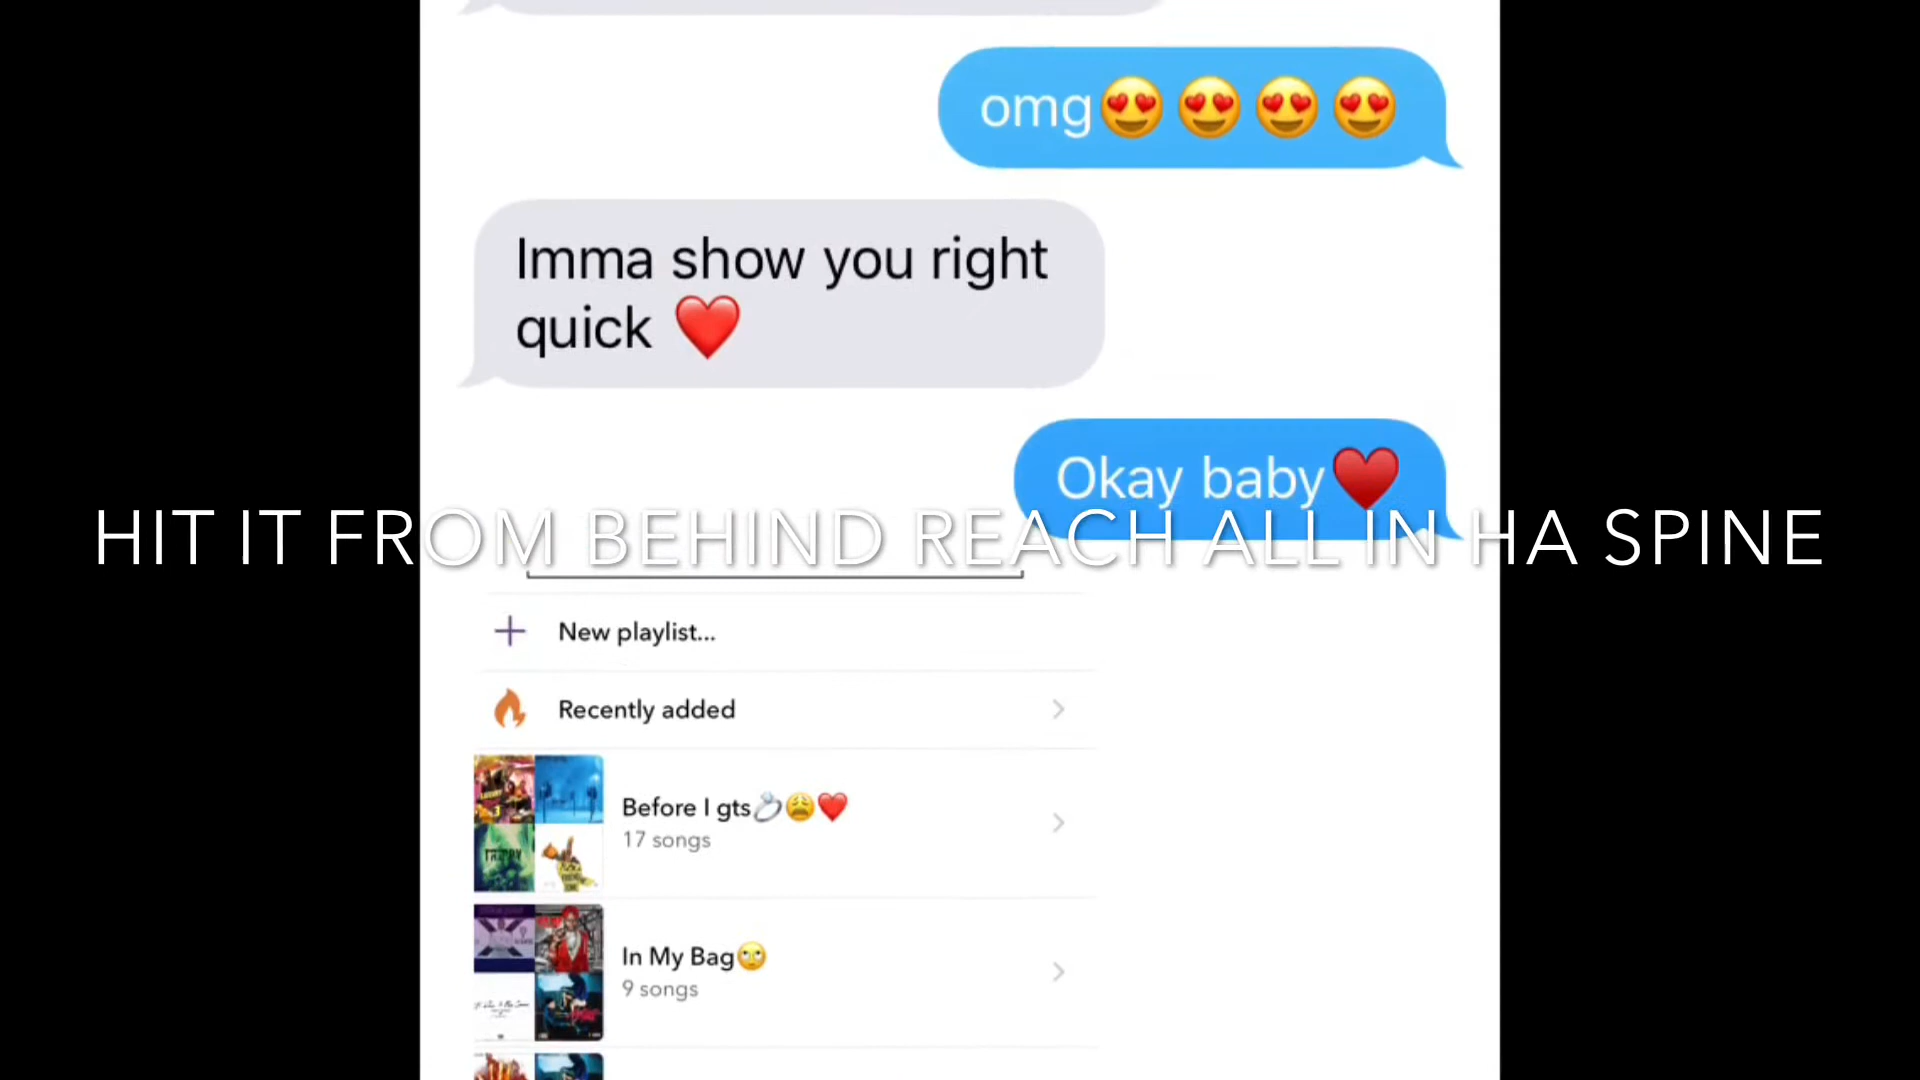 omg😍😍😍😍
Imma show you right
quick ❤️
Okay baby♥️
HIT IT FROM BEHIND REACH ALL IN HA SPINE
New playlist...
Recently added
Before I gts💍😩❤️
17 songs
In My Bag🙄
9 songs